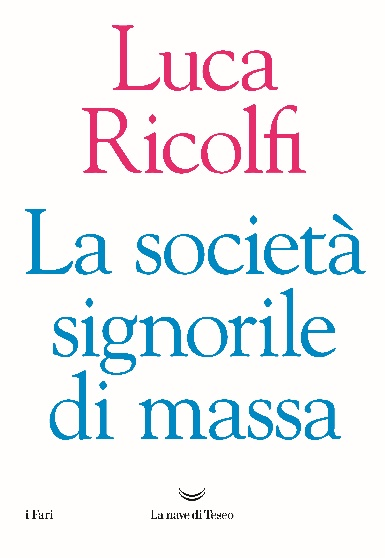 Luca
Ricolfi
La società
signorile
di massa
i Fari
La nave di Teseo